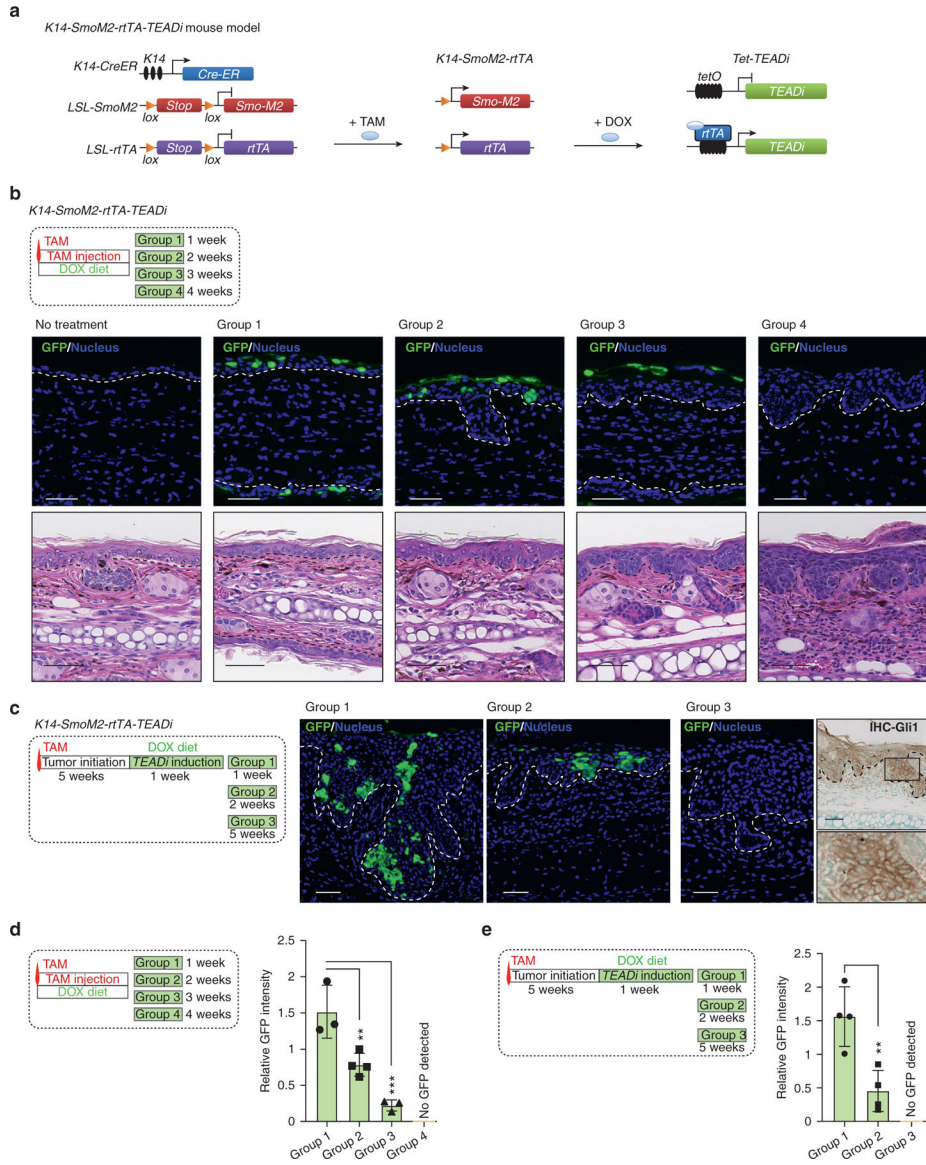 a
K14-SmoM2-rtTA-TEADi mouse model
K14
K14-CreER
Cre-ER
LSL-SmoM2
Stop
Smo-M2
lox
lox
LSL-rtTA
Stop
rtTA
lox
lox
+ TAM
K14-SmoM2-rtTA
Smo-M2
rtTA
+ DOX
Tet-TEADi
tetO
TEADi
rtTA
TEADi
b
K14-SmoM2-rtTA-TEADi
TAM
TAM injection
DOX diet
Group 1 1 week
Group 2 2 weeks
Group 3 3 weeks
Group 4 4 weeks
No treatment
Group 1
Group 2
Group 3
Group 4
GFP/Nucleus
GFP/Nucleus
GFP/Nucleus
GFP/Nucleus
GFP/Nucleus
c
K14-SmoM2-rtTA-TEADi
TAM
DOX diet
Tumor initiation
TEADi induction
5 weeks
1 week
Group 1
1 week
Group 2
2 weeks
Group 3
5 weeks
Group 1
Group 2
Group 3
GFP/Nucleus
GFP/Nucleus
GFP/Nucleus
IHC-Gli1
d
TAM
TAM injection
DOX diet
Group 1 1 week
Group 2 2 weeks
Group 3 3 weeks
Group 4 4 weeks
Relative GFP intensity
2.5
2
1.5
1
0.5
0
**
***
No GFP detected
Group 1
Group 2
Group 3
Group 4
e
TAM
DOX diet
Tumor initiation
TEADi induction
5 weeks
1 week
Group 1
1 week
Group 2
2 weeks
Group 3
5 weeks
Relative GFP intensity
2.5
2
1.5
1
0.5
0
**
No GFP detected
Group 1
Group 2
Group 3